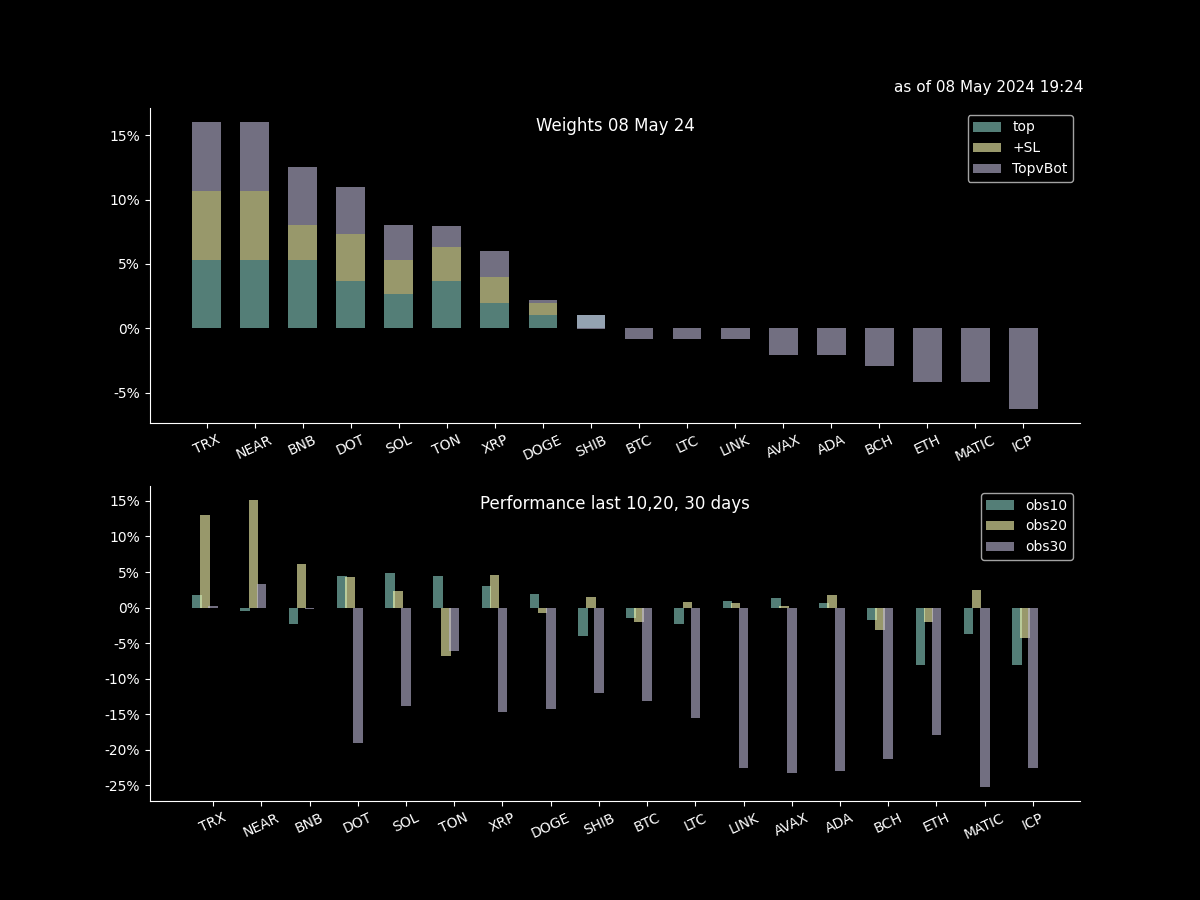 as of 08 May 2024 19:24
Weights 08 May 24
top
+SL
TopvBot
15%
10%
5%
0%
-5%
TRX NEAR BNB DOT SOL TON XRP DOGE SHIB BTC LTC LINK AVAX ADA BCH ETH MATIC ICP
Performance last 10,20, 30 days
obs10
obs20
obs30
15%
10%
5%
0%
-5%
-10%
-15%
-20%
-25%
TRX NEAR BNB DOT SOL TON XRP DOGE SHIB BTC LTC LINK AVAX ADA BCH ETH MATIC ICP